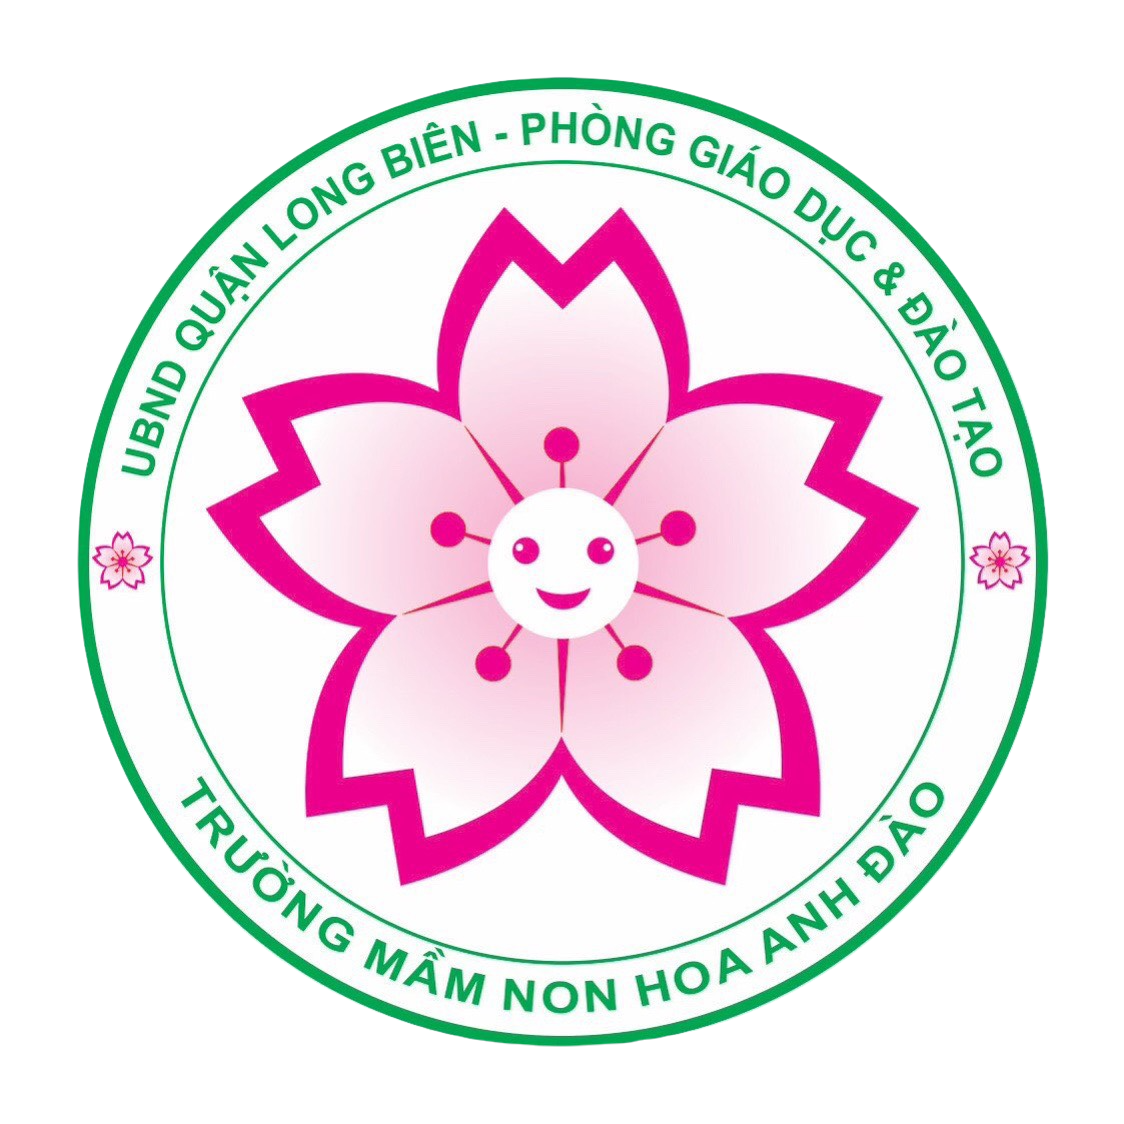 UBND QUẬN LONG BIÊN - PHÒNG GIÁO DỤC & ĐÀO TẠO
TRƯỜNG MẦM NON HOA ANH ĐÀO